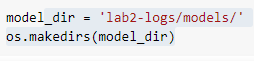 model_dir = 'lab2-logs/models/'
os.makedirs(model_dir)